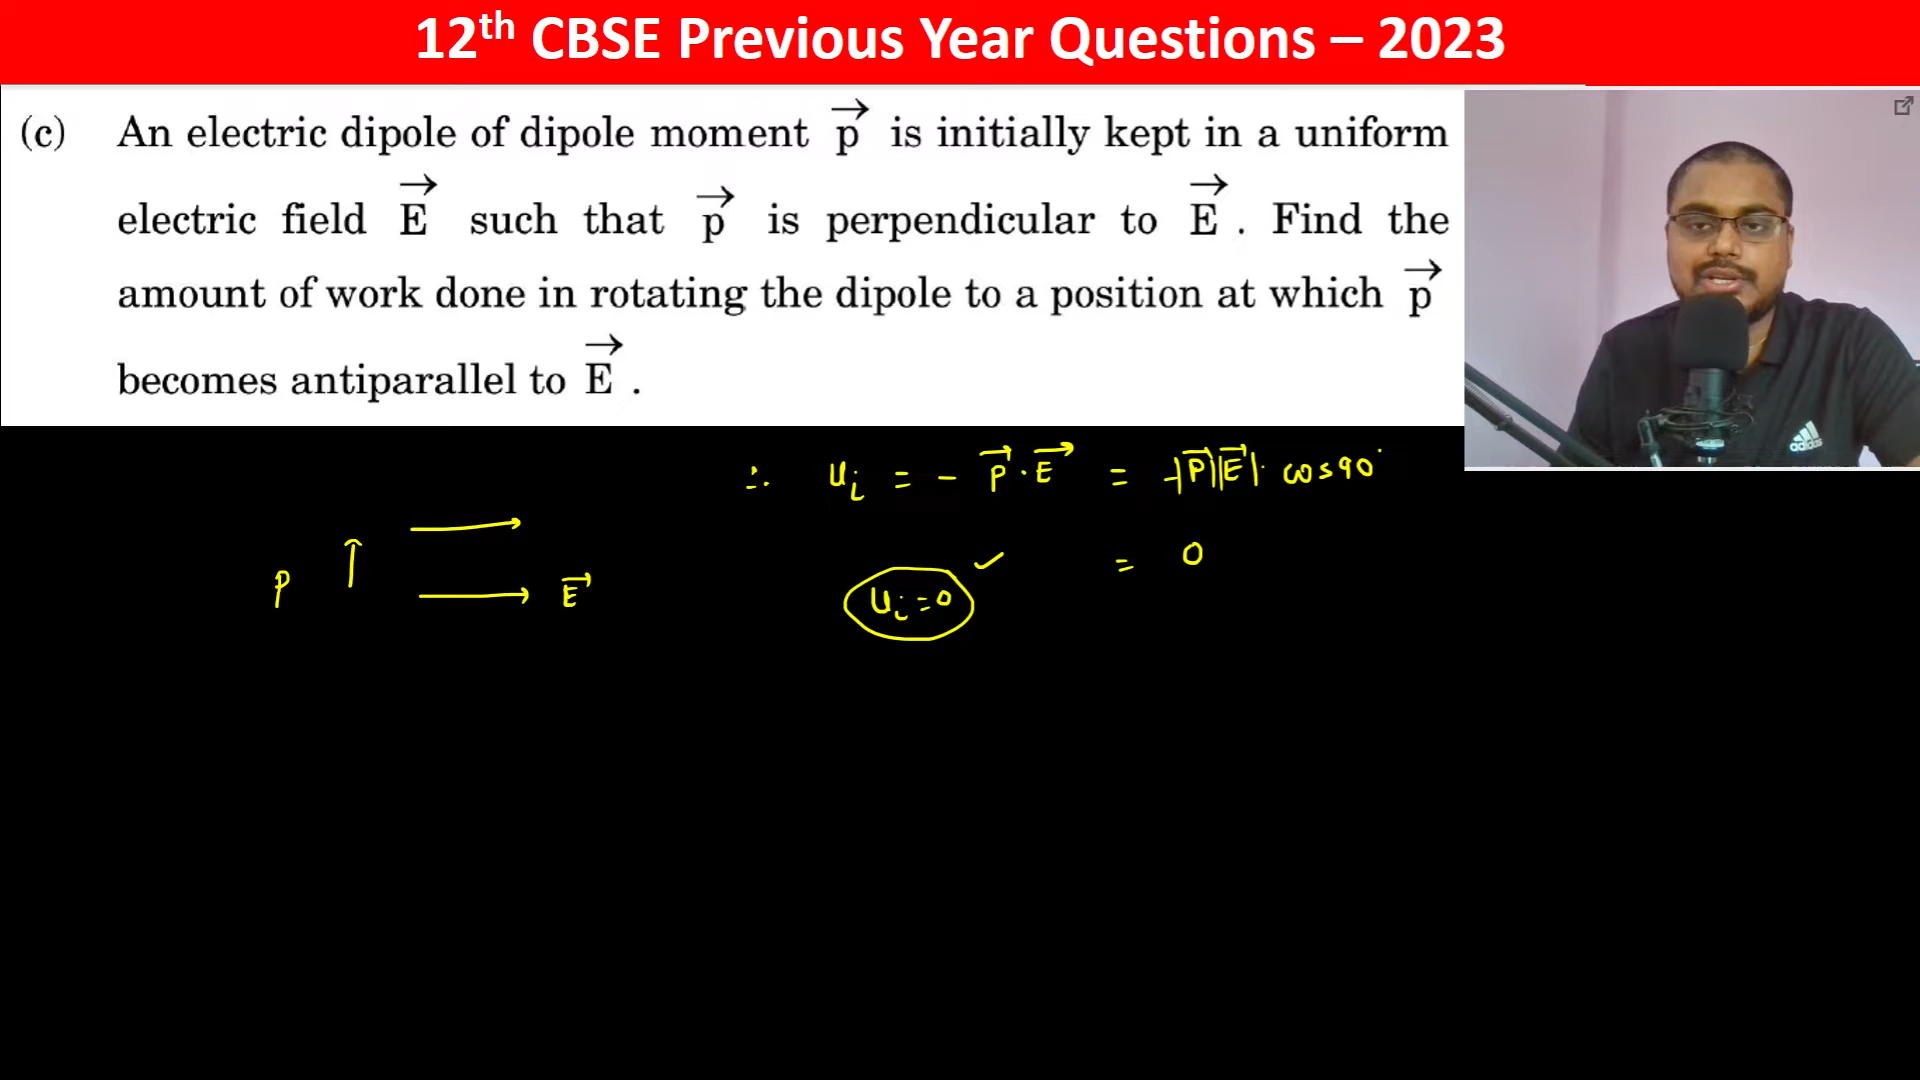 12th CBSE Previous Year Questions – 2023
(c) An electric dipole of dipole moment p⃗ is initially kept in a uniform
electric field E⃗ such that p⃗ is perpendicular to E⃗ . Find the
amount of work done in rotating the dipole to a position at which p⃗
becomes antiparallel to E⃗ .
∴ Ui = - P⃗ . E⃗ = -|P⃗||E⃗|. cos90°
= 0
P E⃗
Ui = 0 ✓
adidas